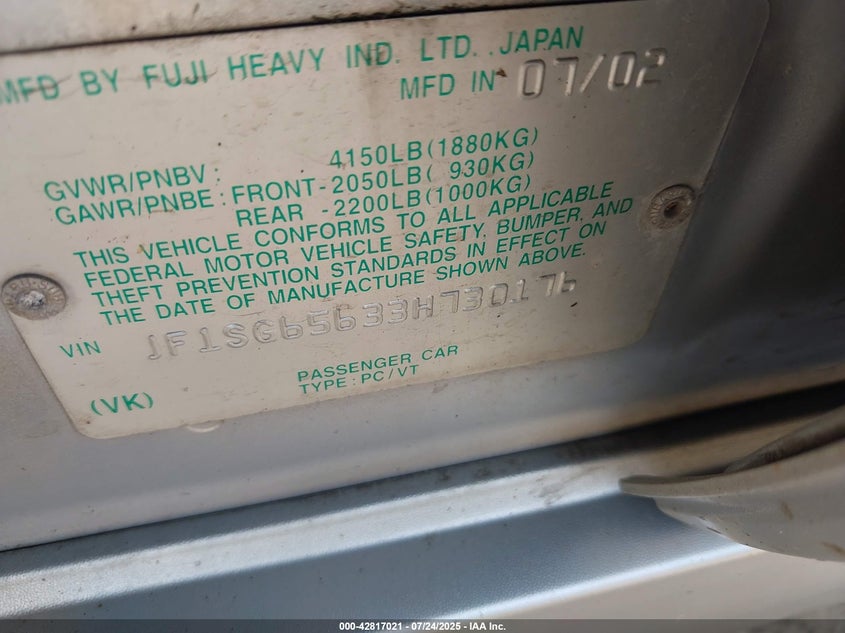 MFD BY FUJI HEAVY IND. LTD. JAPAN
MFD IN 07/02
GVWR/PNBV: 4150LB(1880KG)
GAWR/PNBE: FRONT-2050LB( 930KG)
REAR -2200LB(1000KG)
THIS VEHICLE CONFORMS TO ALL APPLICABLE
FEDERAL MOTOR VEHICLE SAFETY, BUMPER, AND
THEFT PREVENTION STANDARDS IN EFFECT ON
THE DATE OF MANUFACTURE SHOWN ABOVE.
VIN JF1SG65633H730176
PASSENGER CAR
(VK) TYPE: PC/VT
000-42817021 | 07/24/2025 - IAA Inc.